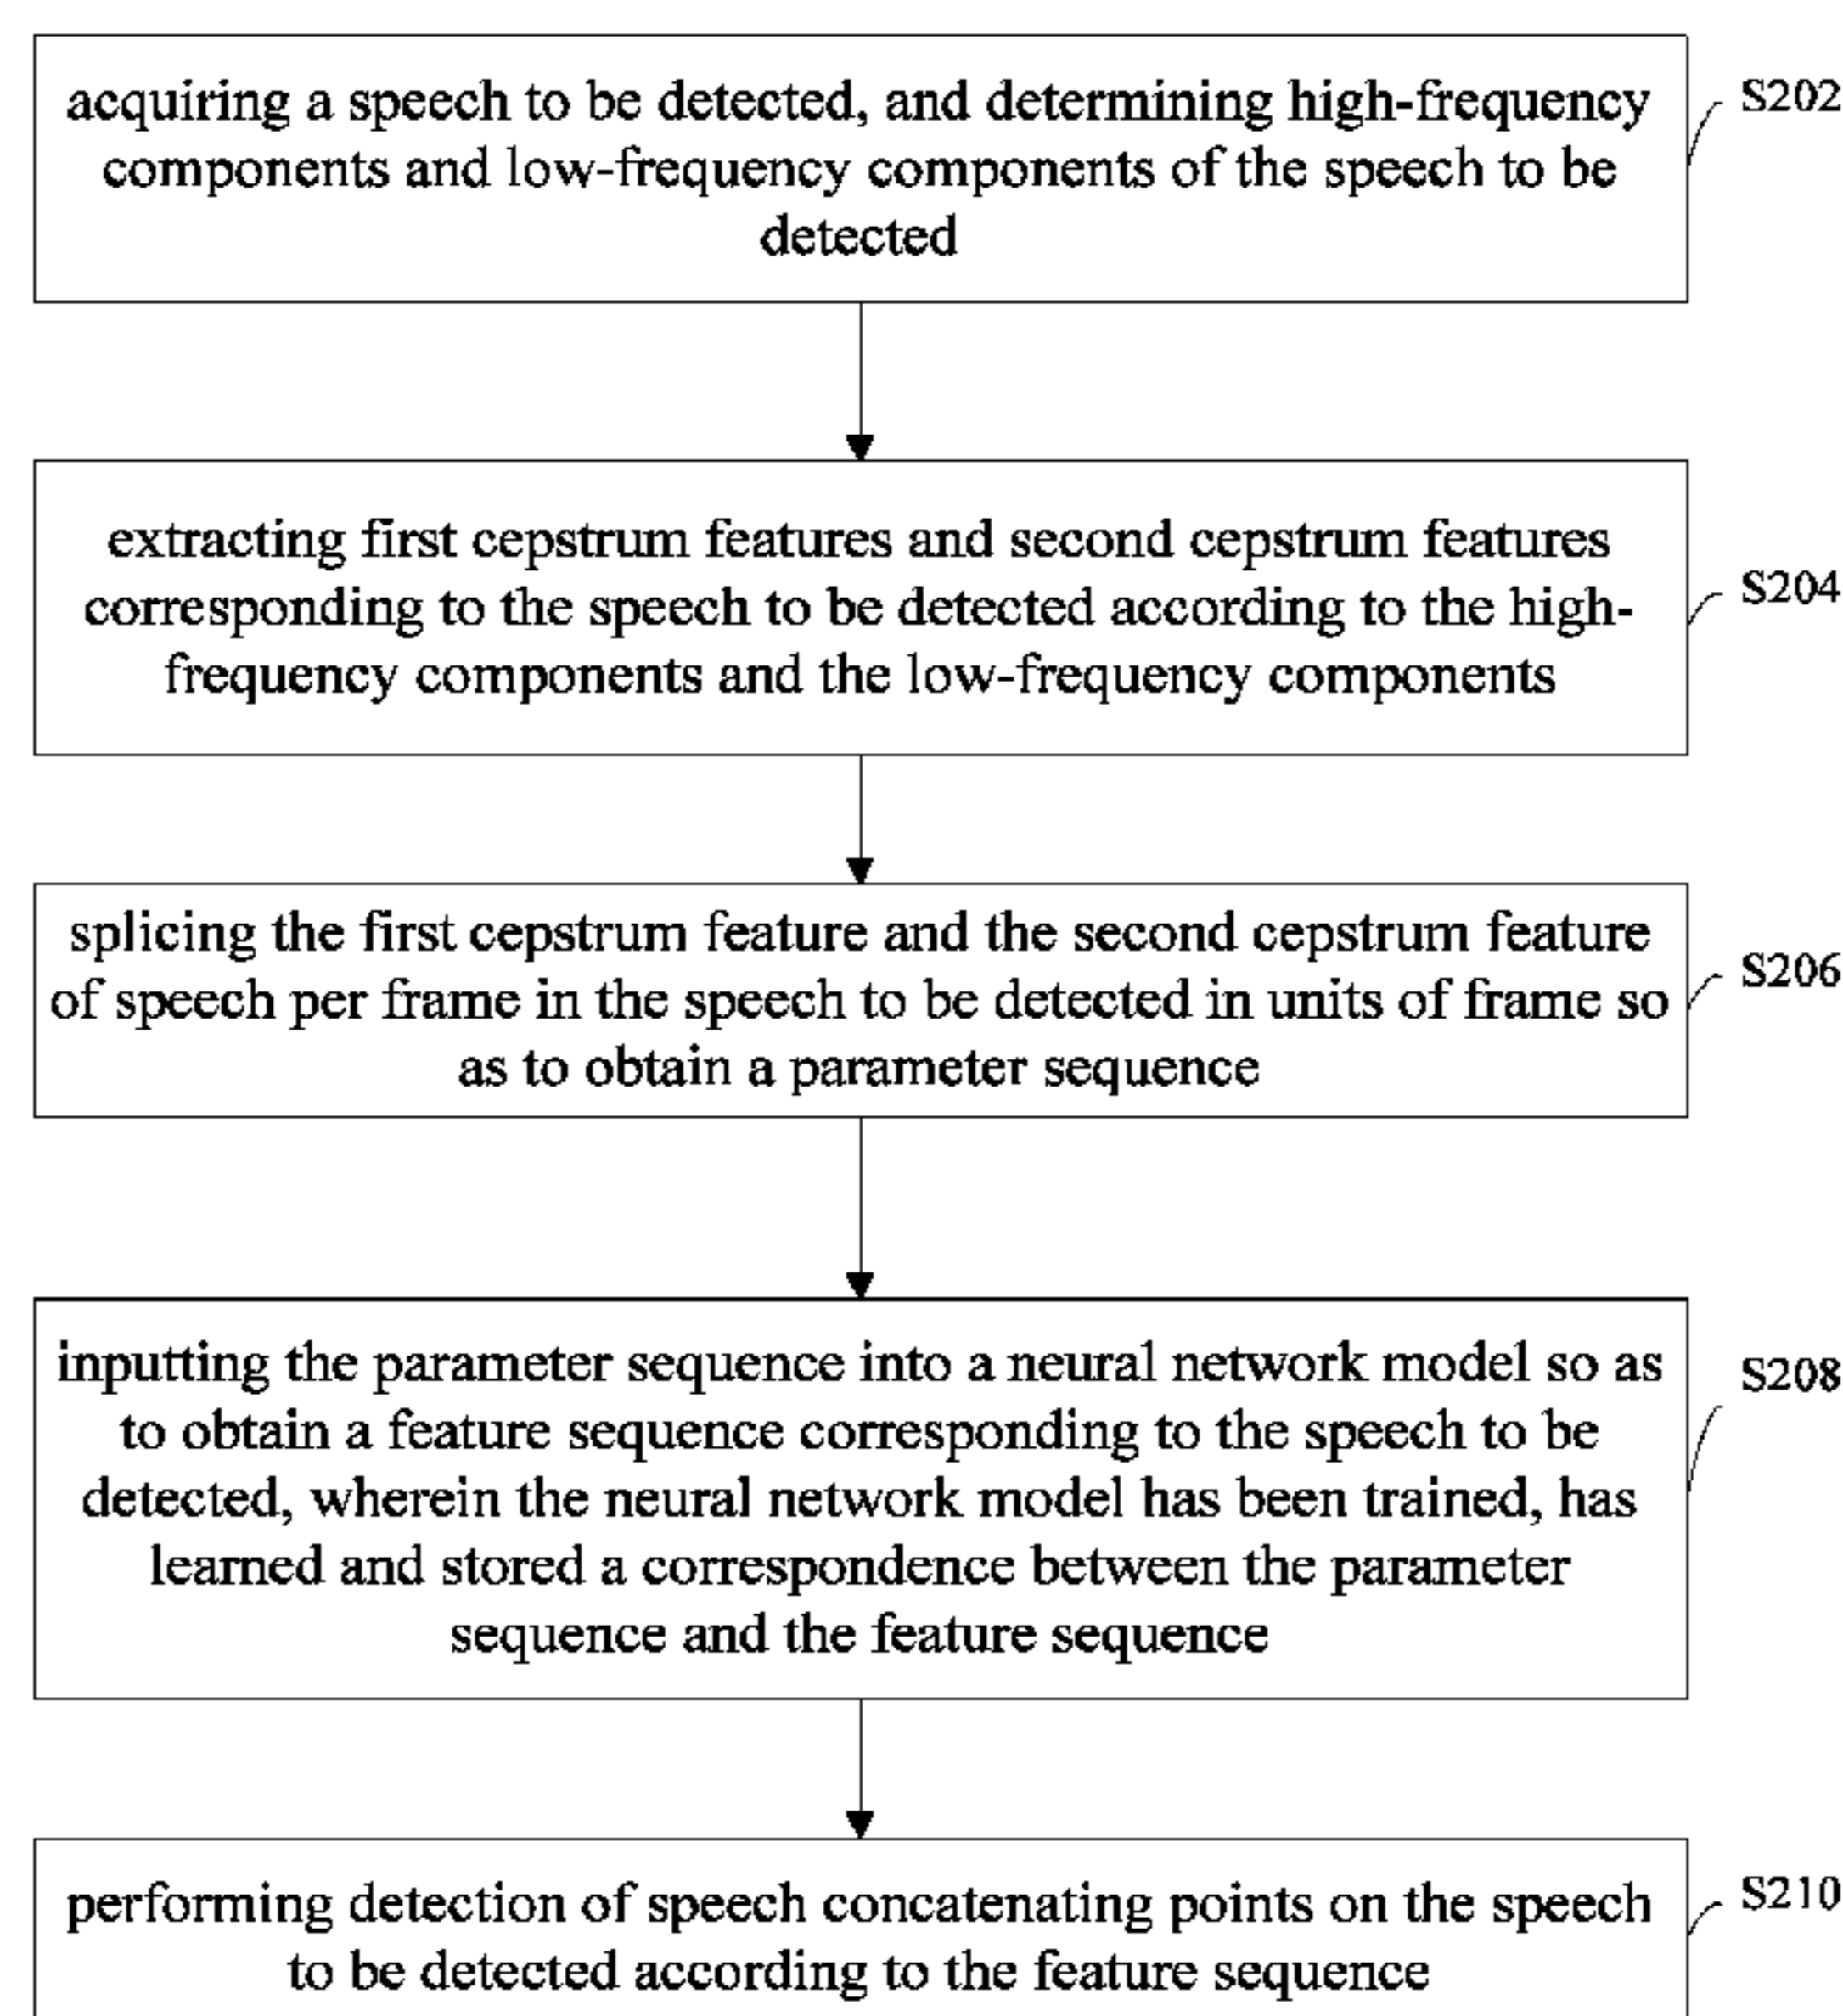 acquiring a speech to be detected, and determining high-frequency
components and low-frequency components of the speech to be
detected
S202
extracting first cepstrum features and second cepstrum features
corresponding to the speech to be detected according to the high-
frequency components and the low-frequency components
S204
splicing the first cepstrum feature and the second cepstrum feature
of speech per frame in the speech to be detected in units of frame so
as to obtain a parameter sequence
S206
inputting the parameter sequence into a neural network model so as
to obtain a feature sequence corresponding to the speech to be
detected, wherein the neural network model has been trained, has
learned and stored a correspondence between the parameter
sequence and the feature sequence
S208
performing detection of speech concatenating points on the speech
to be detected according to the feature sequence
S210